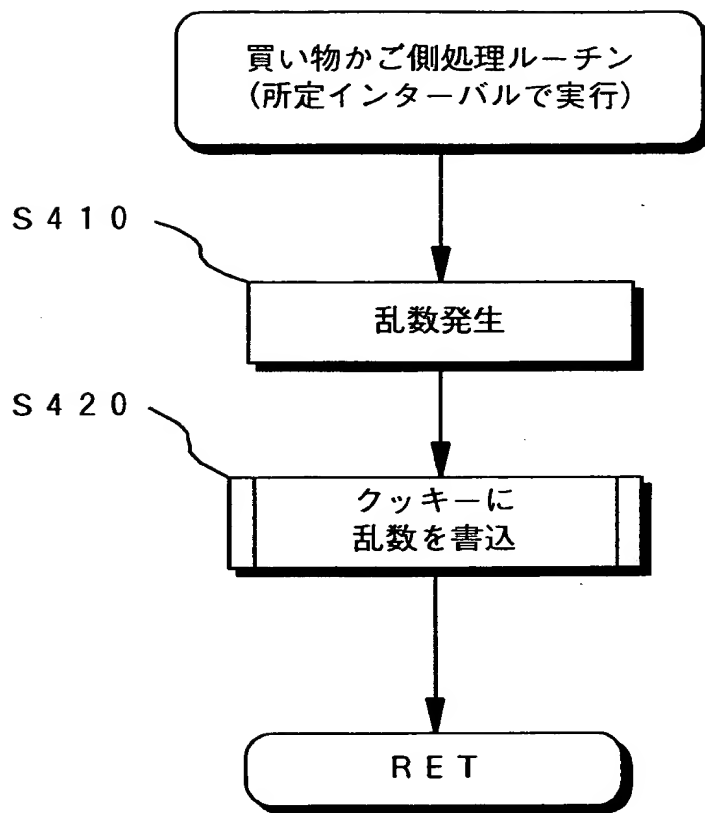 買い物かご側処理ルーチン
(所定インターバルで実行)
S410
乱数発生
S420
クッキーに
乱数を書込
RET